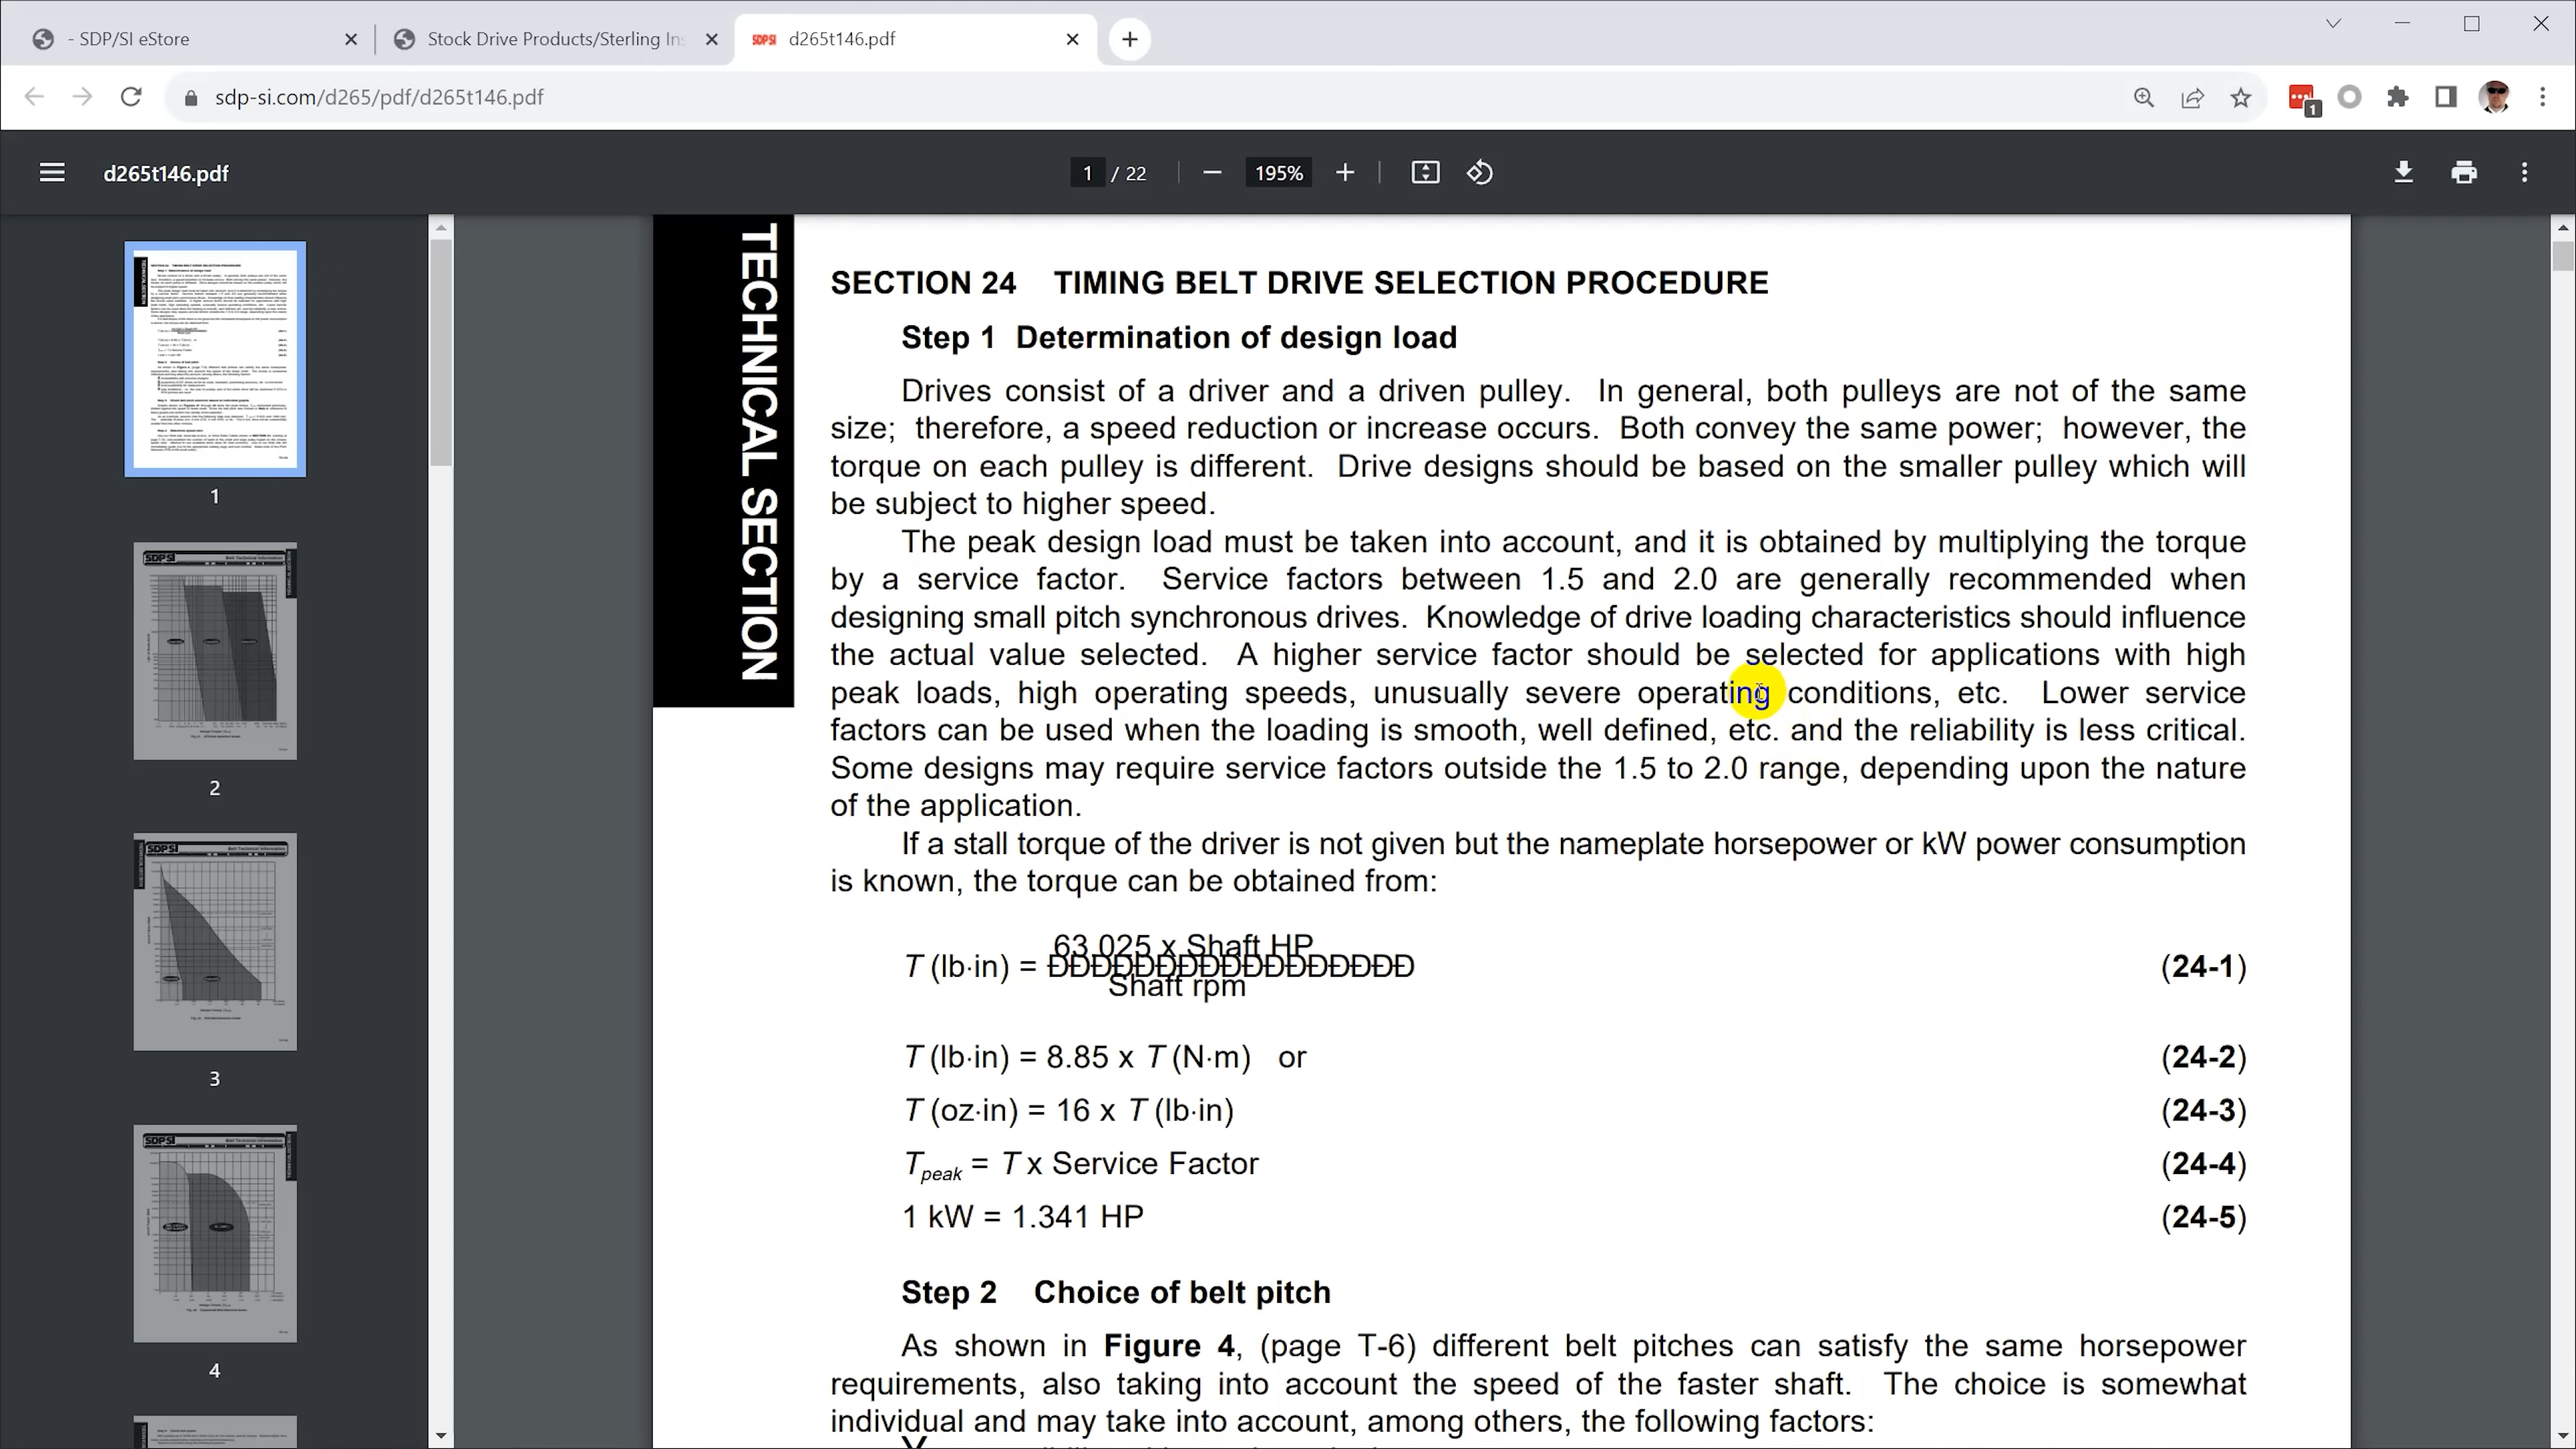 - SDP/SI eStore
Stock Drive Products/Sterling Ins
SDP SI
d265t146.pdf
sdp-si.com/d265/pdf/d265t146.pdf
1
d265t146.pdf
1 / 22
195%
1
2
3
4
TECHNICAL SECTION
SECTION 24 TIMING BELT DRIVE SELECTION PROCEDURE
Step 1 Determination of design load
Drives consist of a driver and a driven pulley. In general, both pulleys are not of the same
size; therefore, a speed reduction or increase occurs. Both convey the same power; however, the
torque on each pulley is different. Drive designs should be based on the smaller pulley which will
be subject to higher speed.
The peak design load must be taken into account, and it is obtained by multiplying the torque
by a service factor. Service factors between 1.5 and 2.0 are generally recommended when
designing small pitch synchronous drives. Knowledge of drive loading characteristics should influence
the actual value selected. A higher service factor should be selected for applications with high
peak loads, high operating speeds, unusually severe operating conditions, etc. Lower service
factors can be used when the loading is smooth, well defined, etc. and the reliability is less critical.
Some designs may require service factors outside the 1.5 to 2.0 range, depending upon the nature
of the application.
If a stall torque of the driver is not given but the nameplate horsepower or kW power consumption
is known, the torque can be obtained from:
63,025 x Shaft HP
T (lb·in) = ĐĐĐĐĐĐĐĐĐĐĐĐĐĐĐĐĐ (24-1)
Shaft rpm
T (lb·in) = 8.85 x T (N·m) or (24-2)
T (oz·in) = 16 x T (lb·in) (24-3)
Tpeak = T x Service Factor (24-4)
1 kW = 1.341 HP (24-5)
Step 2 Choice of belt pitch
As shown in Figure 4, (page T-6) different belt pitches can satisfy the same horsepower
requirements, also taking into account the speed of the faster shaft. The choice is somewhat
individual and may take into account, among others, the following factors: